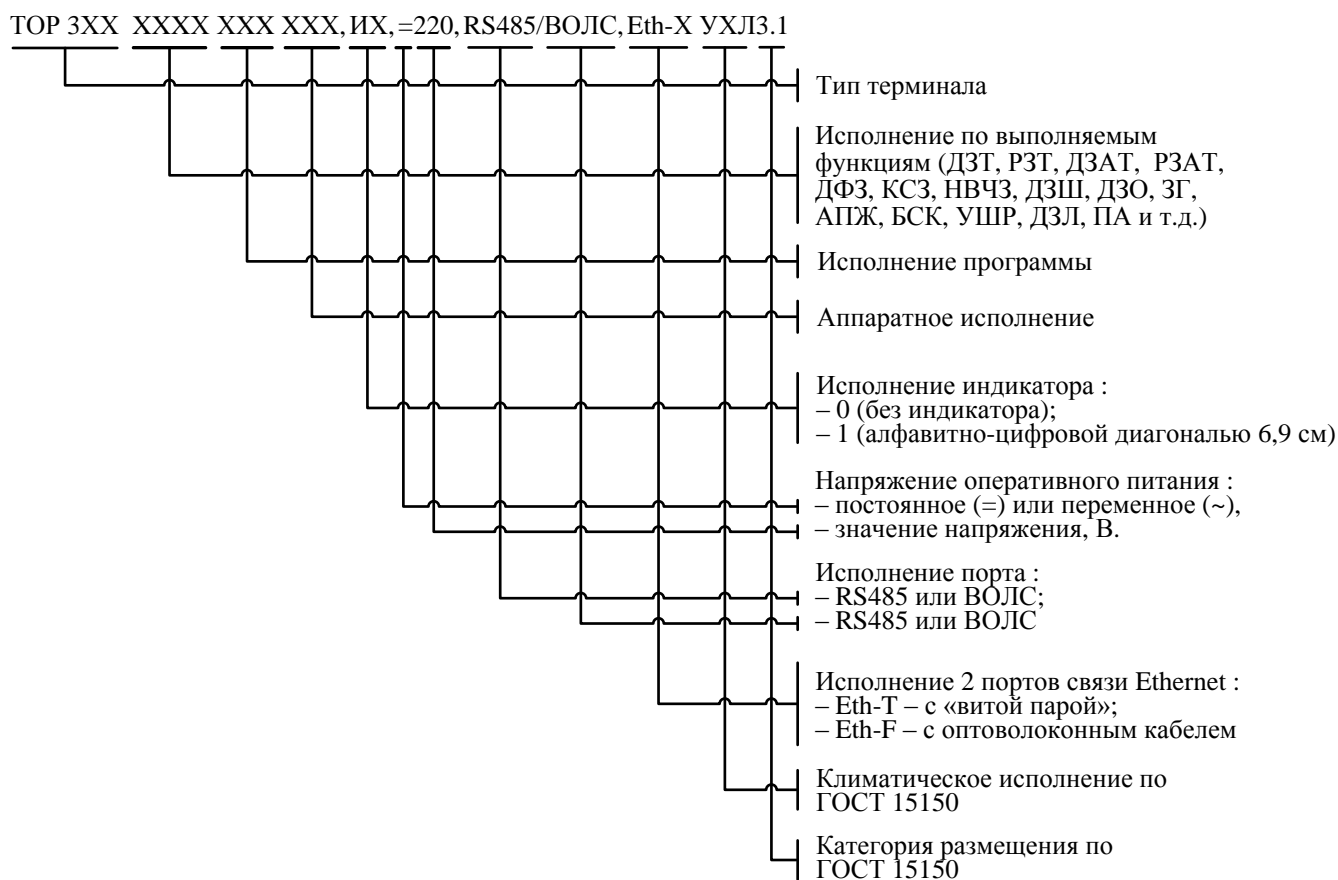 ТОР 3ХХ ХХХХ ХХХ ХХХ, ИХ, =220, RS485/ВОЛС, Eth-Х УХЛ3.1
Тип терминала
Исполнение по выполняемым
функциям (ДЗТ, РЗТ, ДЗАТ, РЗАТ,
ДФЗ, КСЗ, НВЧЗ, ДЗШ, ДЗО, ЗГ,
АПЖ, БСК, УШР, ДЗЛ, ПА и т.д.)
Исполнение программы
Аппаратное исполнение
Исполнение индикатора :
– 0 (без индикатора);
– 1 (алфавитно-цифровой диагональю 6,9 см)
Напряжение оперативного питания :
– постоянное (=) или переменное (~),
– значение напряжения, В.
Исполнение порта :
– RS485 или ВОЛС;
– RS485 или ВОЛС
Исполнение 2 портов связи Ethernet :
– Eth-T – с «витой парой»;
– Eth-F – с оптоволоконным кабелем
Климатическое исполнение по
ГОСТ 15150
Категория размещения по
ГОСТ 15150